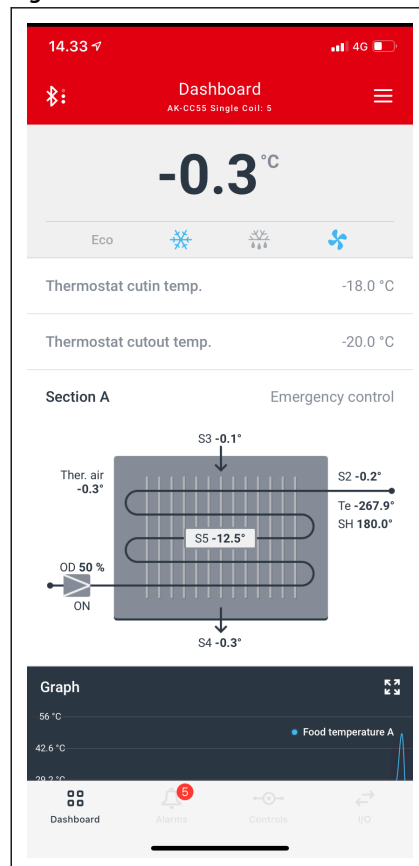 14.33
4G
Dashboard
AK-CC55 Single Coil: 5
-0.3 °C
Eco
Thermostat cutin temp. -18.0 °C
Thermostat cutout temp. -20.0 °C
Section A Emergency control
S3 -0.1°
Ther. air
-0.3°
S2 -0.2°
Te -267.9°
SH 180.0°
S5 -12.5°
OD 50 %
ON
S4 -0.3°
Graph
56 °C
Food temperature A
42.6 °C
29.2 °C
5
Dashboard Alarms Controls I/O